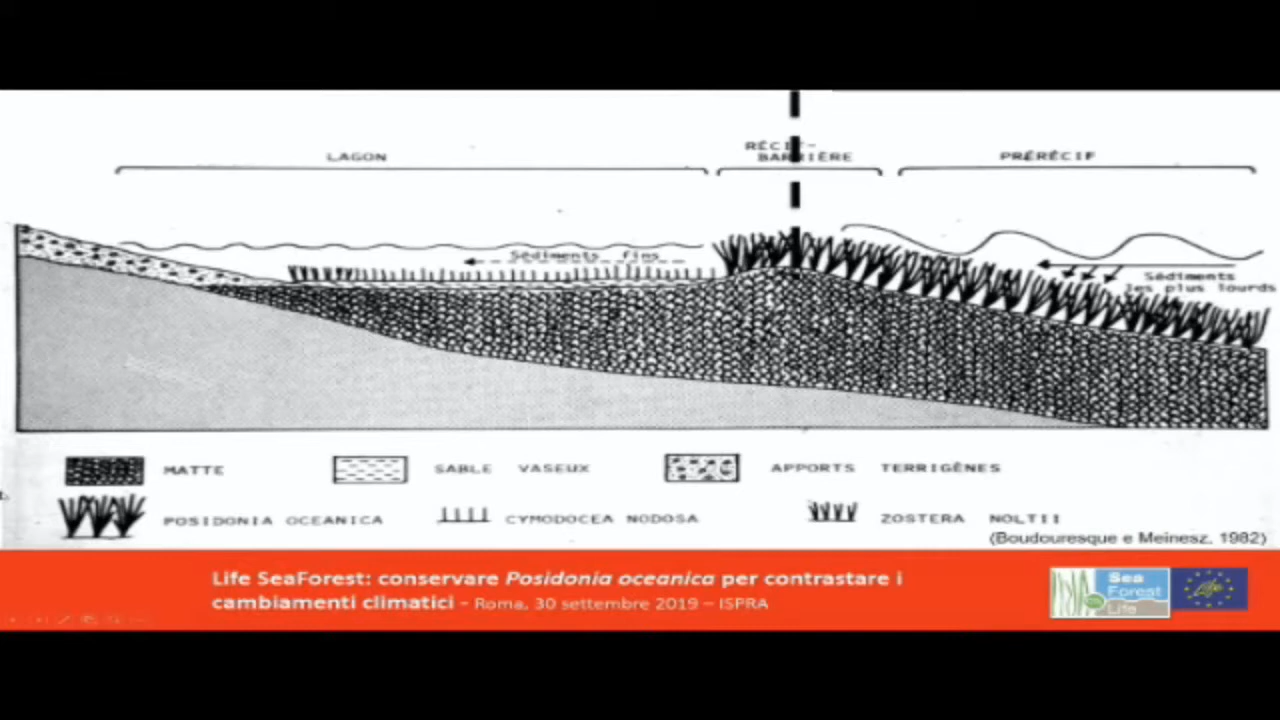 LAGON
RÉCIF-
BARRIÈRE
PRÉRÉCIF
Sédiments fins
Sédiments
les plus lourds
MATTE
SABLE VASEUX
APPORTS TERRIGÈNES
POSIDONIA OCEANICA
CYMODOCEA NODOSA
ZOSTERA NOLTII
(Boudouresque e Meinesz, 1982)
Life SeaForest: conservare Posidonia oceanica per contrastare i
cambiamenti climatici – Roma, 30 settembre 2019 – ISPRA
Sea
Forest
Life
Life